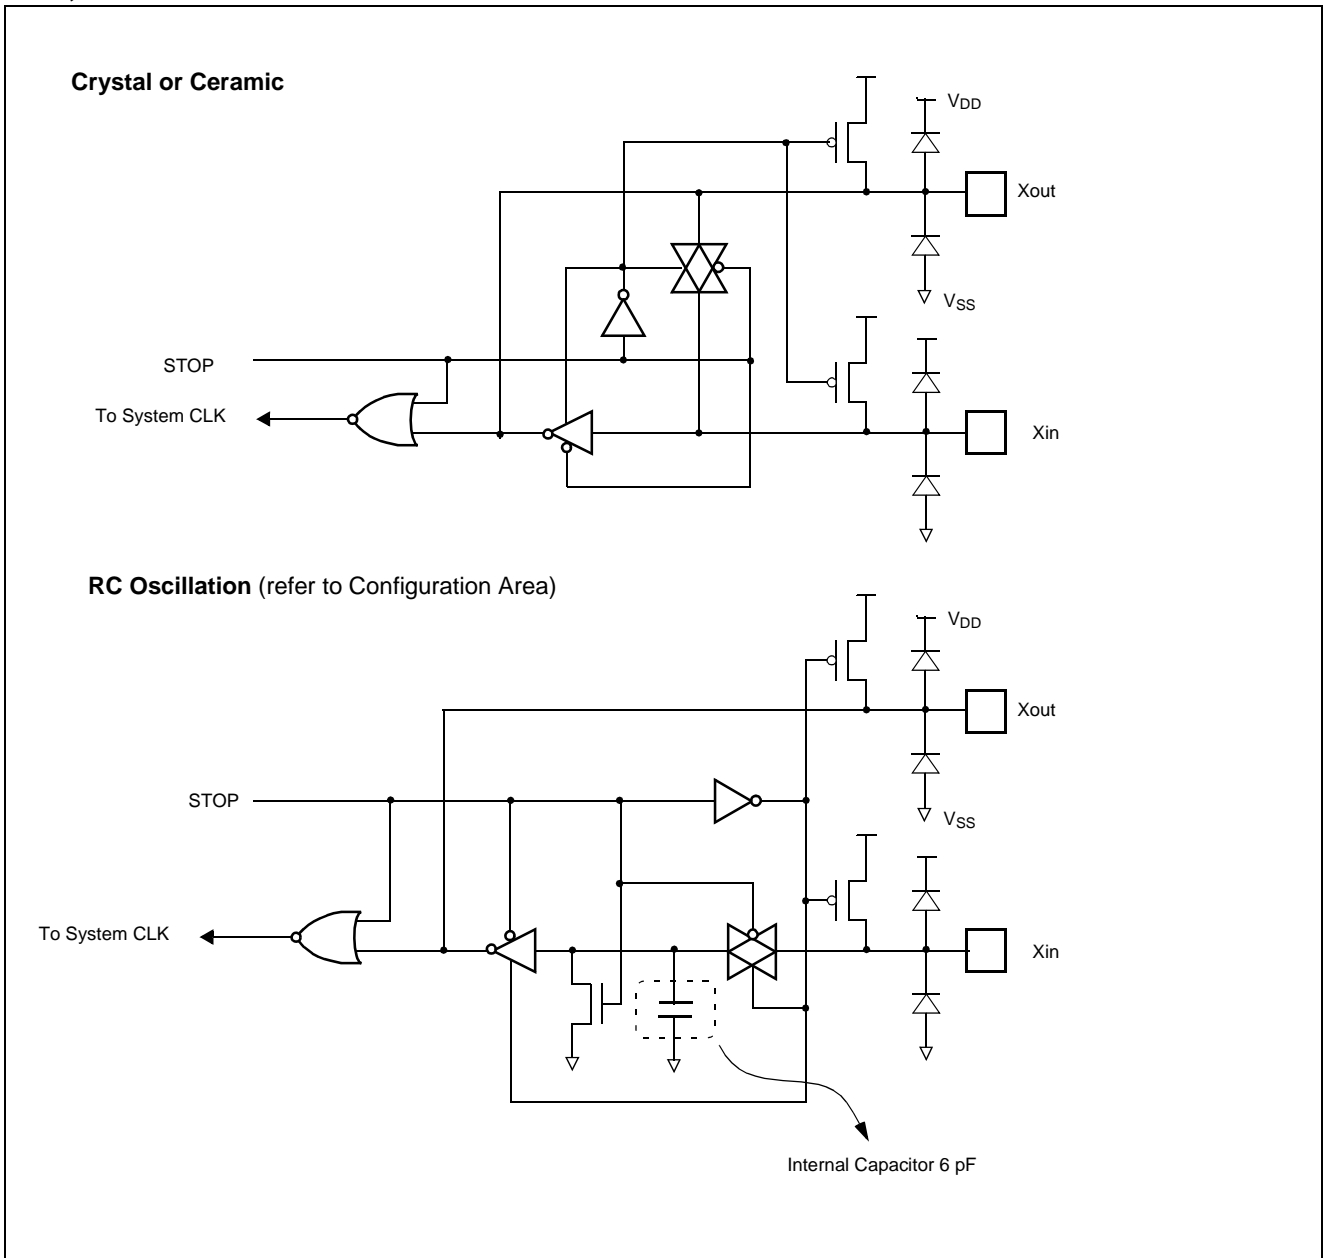 Crystal or Ceramic
VDD
Xout
VSS
STOP
To System CLK
Xin
RC Oscillation (refer to Configuration Area)
VDD
Xout
STOP
VSS
To System CLK
Xin
Internal Capacitor 6 pF